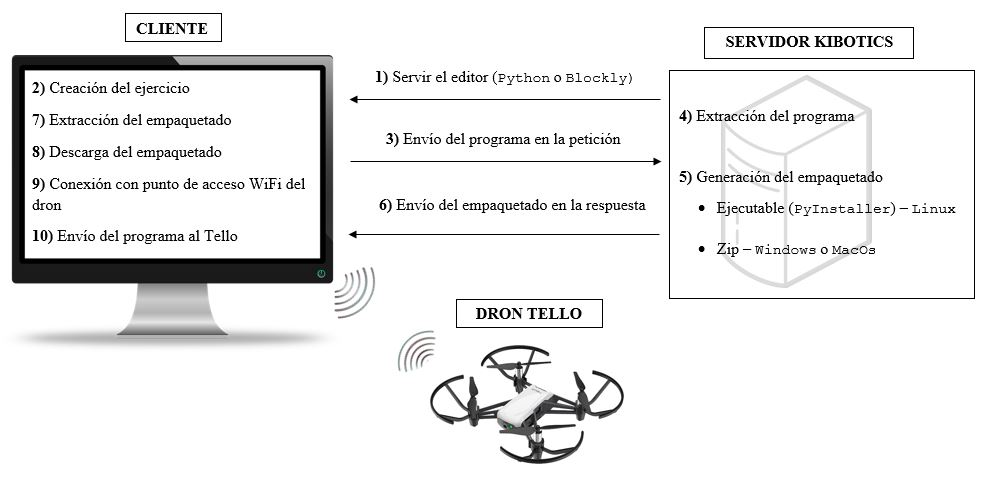 CLIENTE
SERVIDOR KIBOTICS
2) Creación del ejercicio
7) Extracción del empaquetado
8) Descarga del empaquetado
9) Conexión con punto de acceso WiFi del
dron
10) Envío del programa al Tello
1) Servir el editor (Python o Blockly)
3) Envío del programa en la petición
6) Envío del empaquetado en la respuesta
4) Extracción del programa
5) Generación del empaquetado
• Ejecutable (PyInstaller) – Linux
• Zip – Windows o MacOs
DRON TELLO